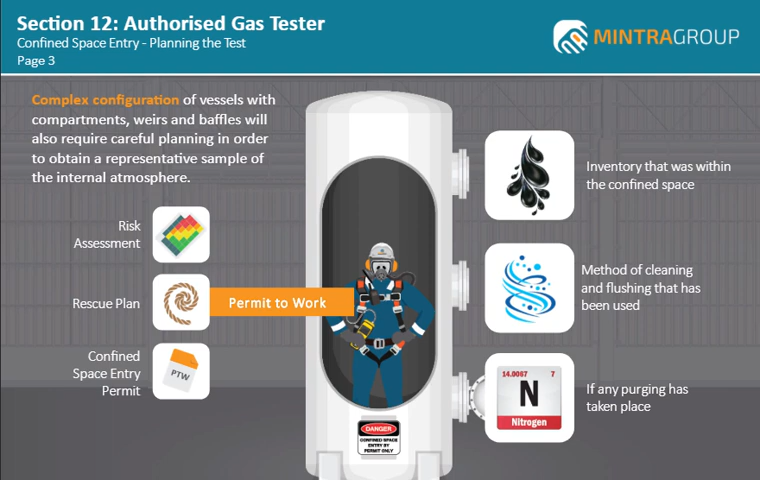 Section 12: Authorised Gas Tester
Confined Space Entry - Planning the Test
Page 3
MINTRAGROUP
Complex configuration of vessels with
compartments, weirs and baffles will
also require careful planning in order
to obtain a representative sample of
the internal atmosphere.
Risk
Assessment
Rescue Plan
Permit to Work
Confined
Space Entry
Permit
PTW
Inventory that was within
the confined space
Method of cleaning
and flushing that has
been used
14.0067 7
N
Nitrogen
If any purging has
taken place
DANGER
CONFINED SPACE
ENTRY BY
PERMIT ONLY